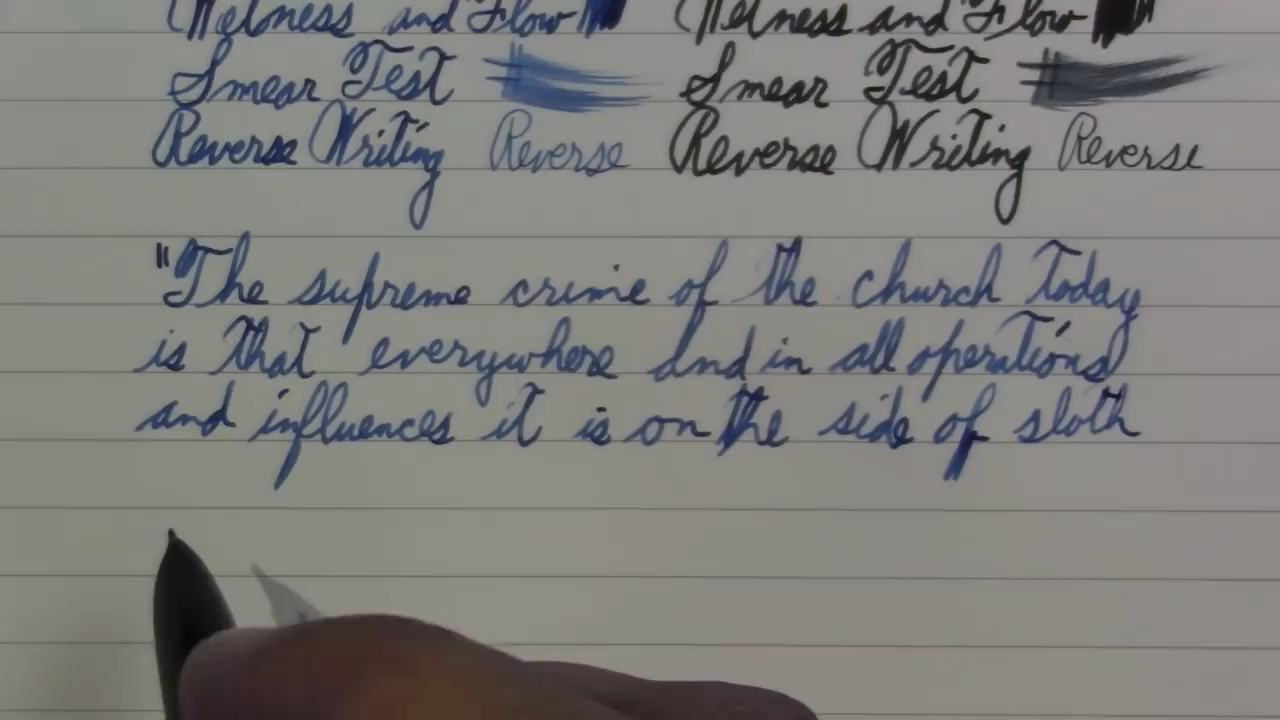 Wetness and Flow Wetness and Flow
Smear Test Smear Test
Reverse Writing Reverse Reverse Writing Reverse
"The supreme crime of the church today
is that everywhere and in all operations
and influences it is on the side of sloth